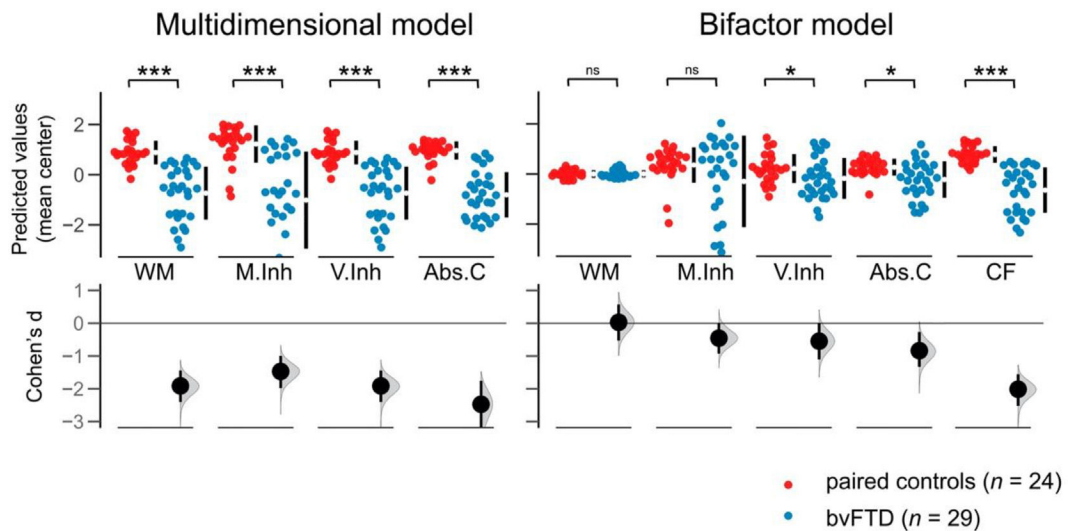 Multidimensional model
Bifactor model
*** *** *** ***
ns ns * * ***
Predicted values
(mean center)
2
0
−2
WM M.Inh V.Inh Abs.C
WM M.Inh V.Inh Abs.C CF
Cohen's d
1
0
−1
−2
−3
paired controls (n = 24)
bvFTD (n = 29)